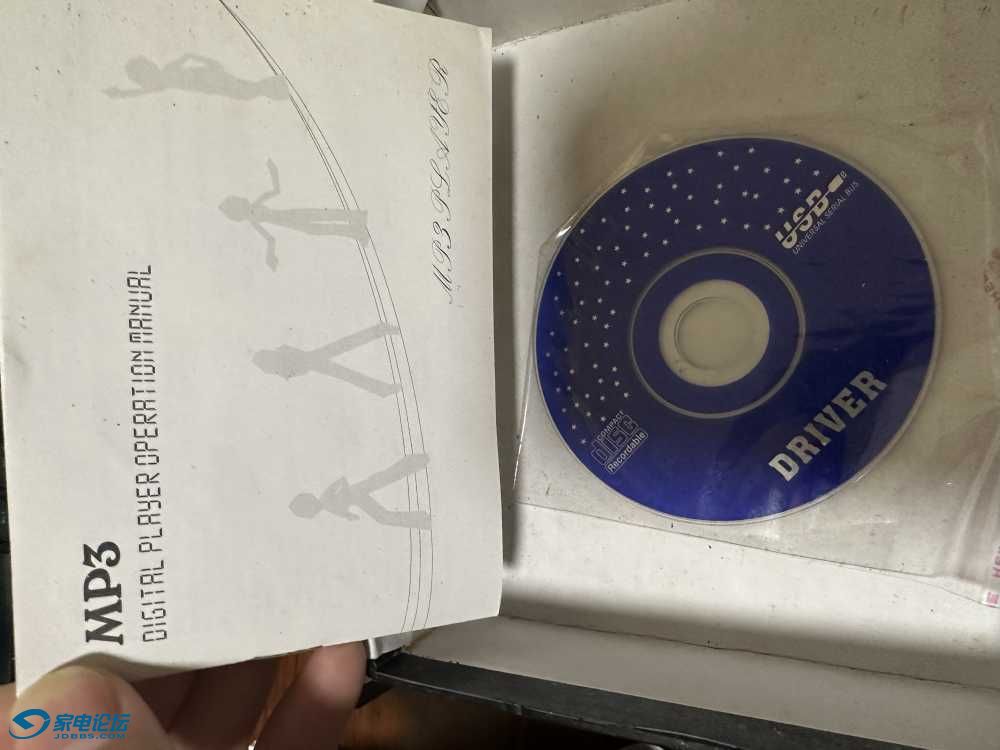 MP3
DIGITAL PLAYER OPERATION MANUAL
MP3 PLAYER
USB
UNIVERSAL SERIAL BUS
COMPACT
disc
Recordable
DRIVER
家电论坛
JDBBS.COM